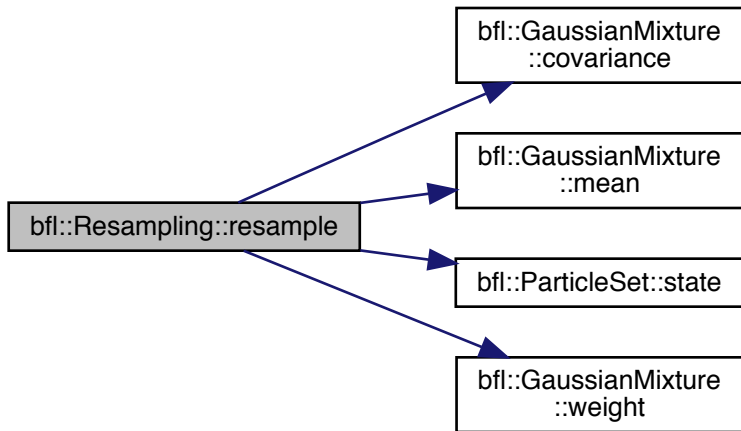 bfl::GaussianMixture
::covariance
bfl::GaussianMixture
::mean
bfl::Resampling::resample
bfl::ParticleSet::state
bfl::GaussianMixture
::weight